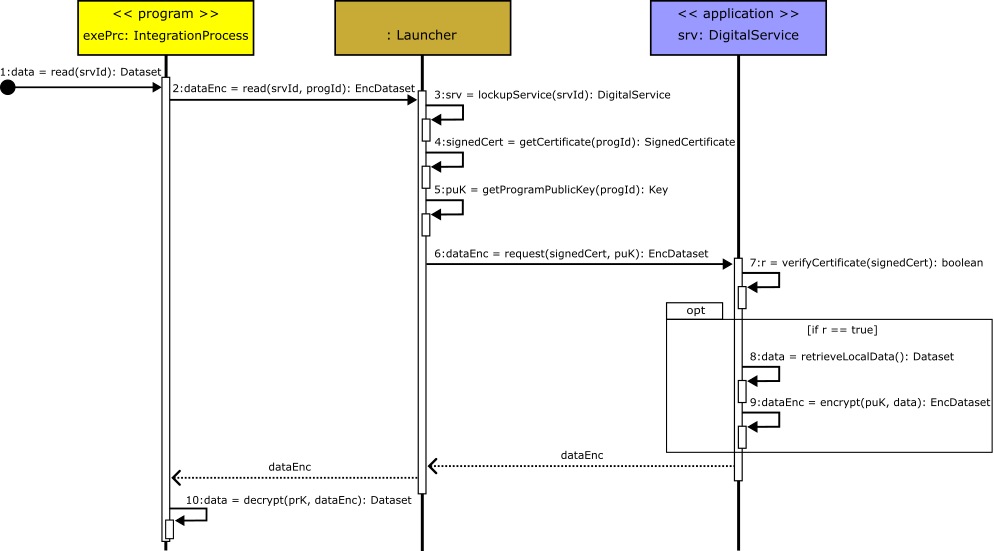 << program >>
exePrc: IntegrationProcess
: Launcher
<< application >>
srv: DigitalService
1:data = read(srvId): Dataset
2:dataEnc = read(srvId, progId): EncDataset
3:srv = lockupService(srvId): DigitalService
4:signedCert = getCertificate(progId): SignedCertificate
5:puK = getProgramPublicKey(progId): Key
6:dataEnc = request(signedCert, puK): EncDataset
7:r = verifyCertificate(signedCert): boolean
opt
[if r == true]
8:data = retrieveLocalData(): Dataset
9:dataEnc = encrypt(puK, data): EncDataset
dataEnc
dataEnc
10:data = decrypt(prK, dataEnc): Dataset